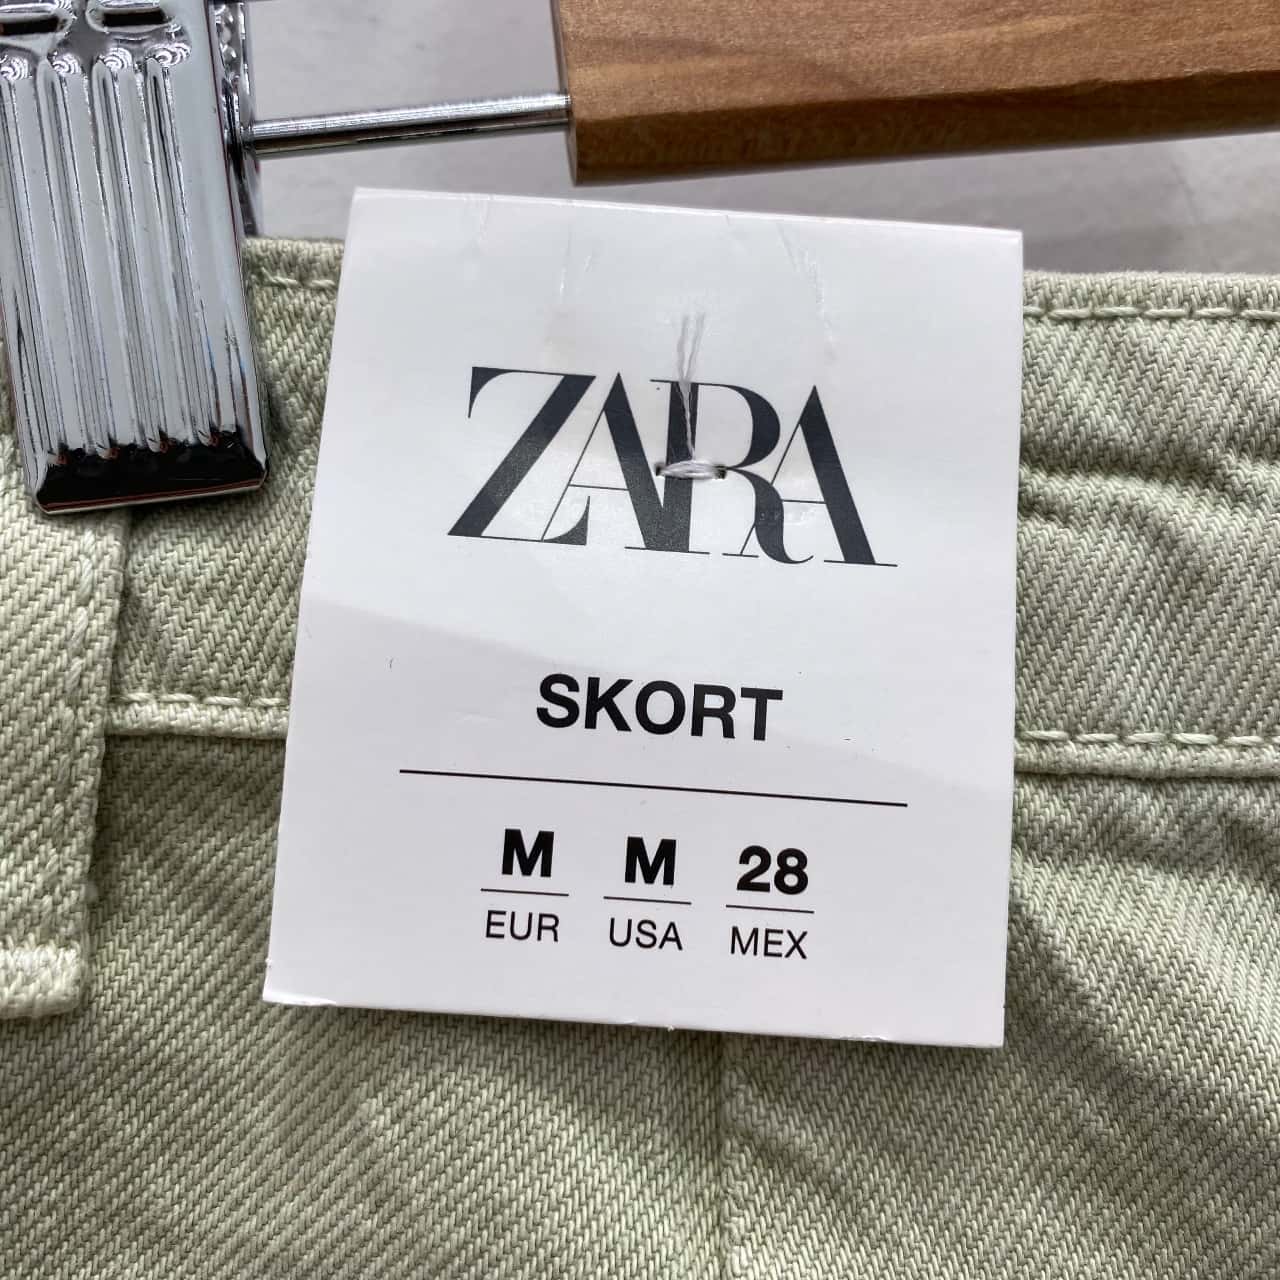 ZARA
SKORT
M M 28
EUR USA MEX